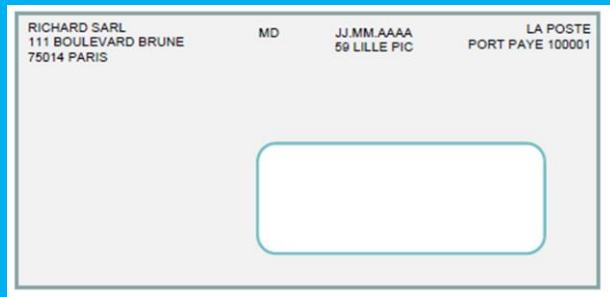 RICHARD SARL
111 BOULEVARD BRUNE
75014 PARIS
MD
JJ.MM.AAAA
59 LILLE PIC
LA POSTE
PORT PAYE 100001